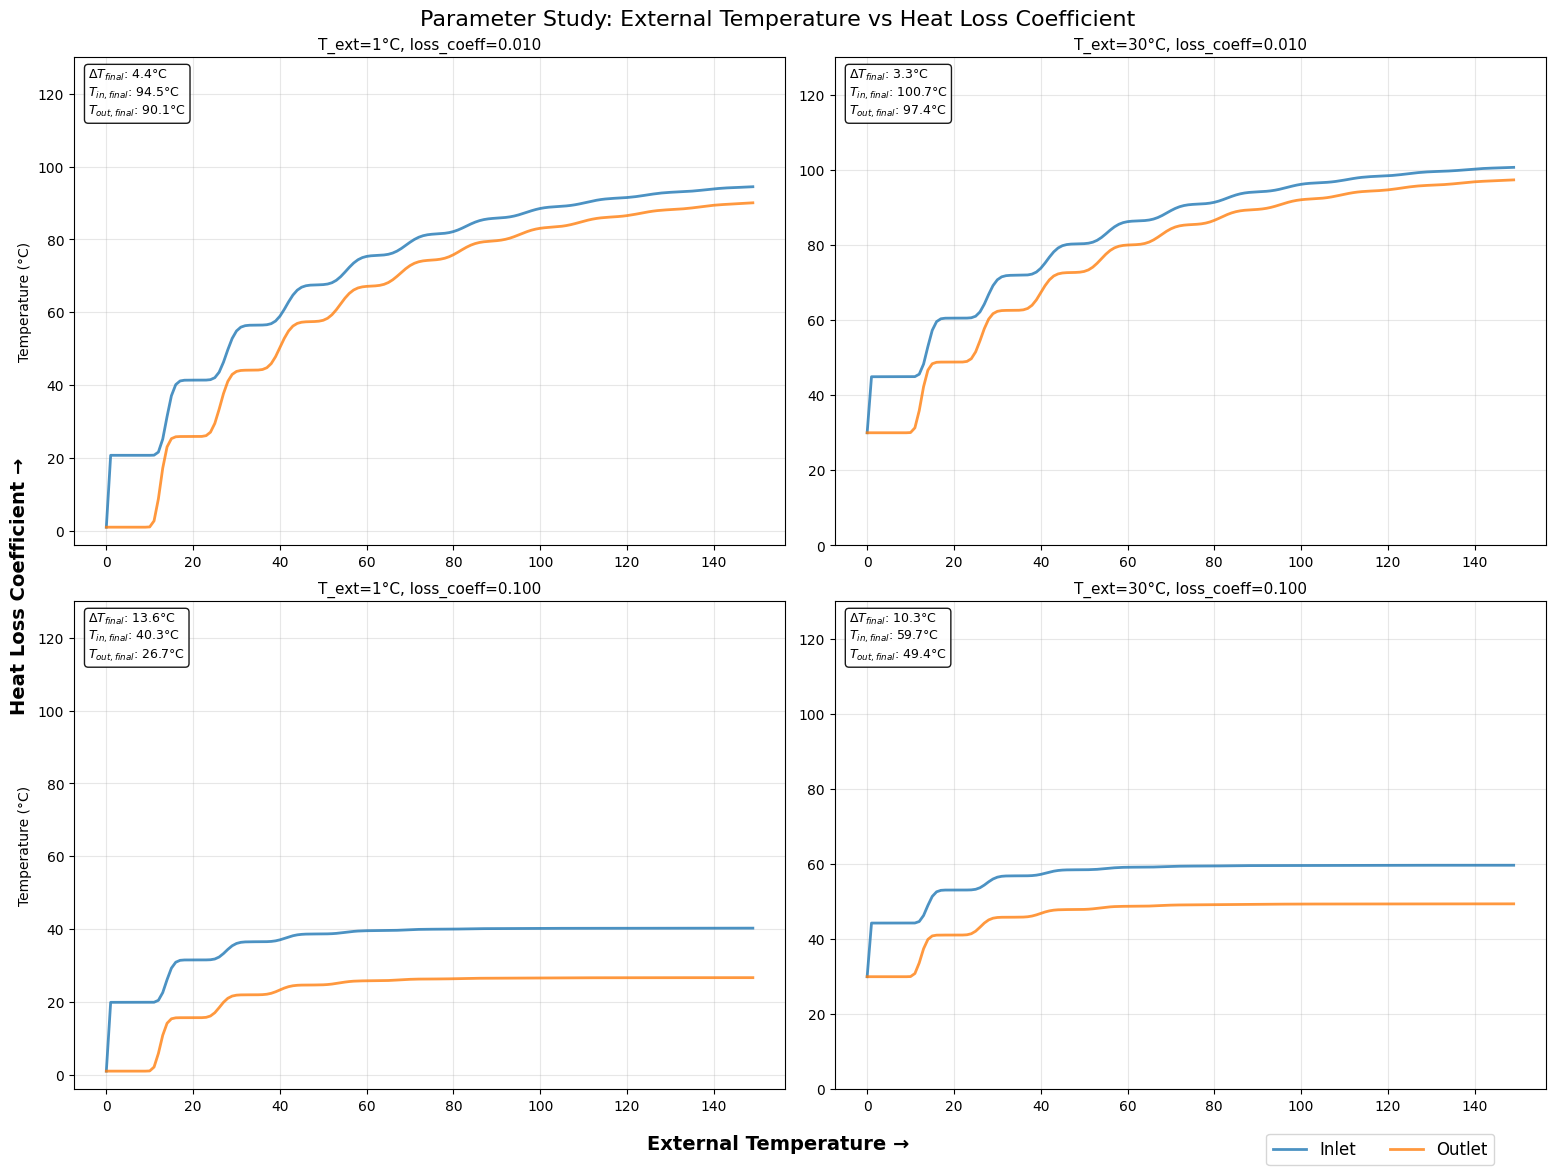 Parameter Study: External Temperature vs Heat Loss Coefficient
T_ext=1°C, loss_coeff=0.010
ΔT_final: 4.4°C
T_in,final: 94.5°C
T_out,final: 90.1°C
Temperature (°C)
120
100
80
60
40
20
0
0 20 40 60 80 100 120 140
T_ext=30°C, loss_coeff=0.010
ΔT_final: 3.3°C
T_in,final: 100.7°C
T_out,final: 97.4°C
120
100
80
60
40
20
0
0 20 40 60 80 100 120 140
Heat Loss Coefficient →
T_ext=1°C, loss_coeff=0.100
ΔT_final: 13.6°C
T_in,final: 40.3°C
T_out,final: 26.7°C
Temperature (°C)
120
100
80
60
40
20
0
0 20 40 60 80 100 120 140
T_ext=30°C, loss_coeff=0.100
ΔT_final: 10.3°C
T_in,final: 59.7°C
T_out,final: 49.4°C
120
100
80
60
40
20
0
0 20 40 60 80 100 120 140
External Temperature →
Inlet Outlet